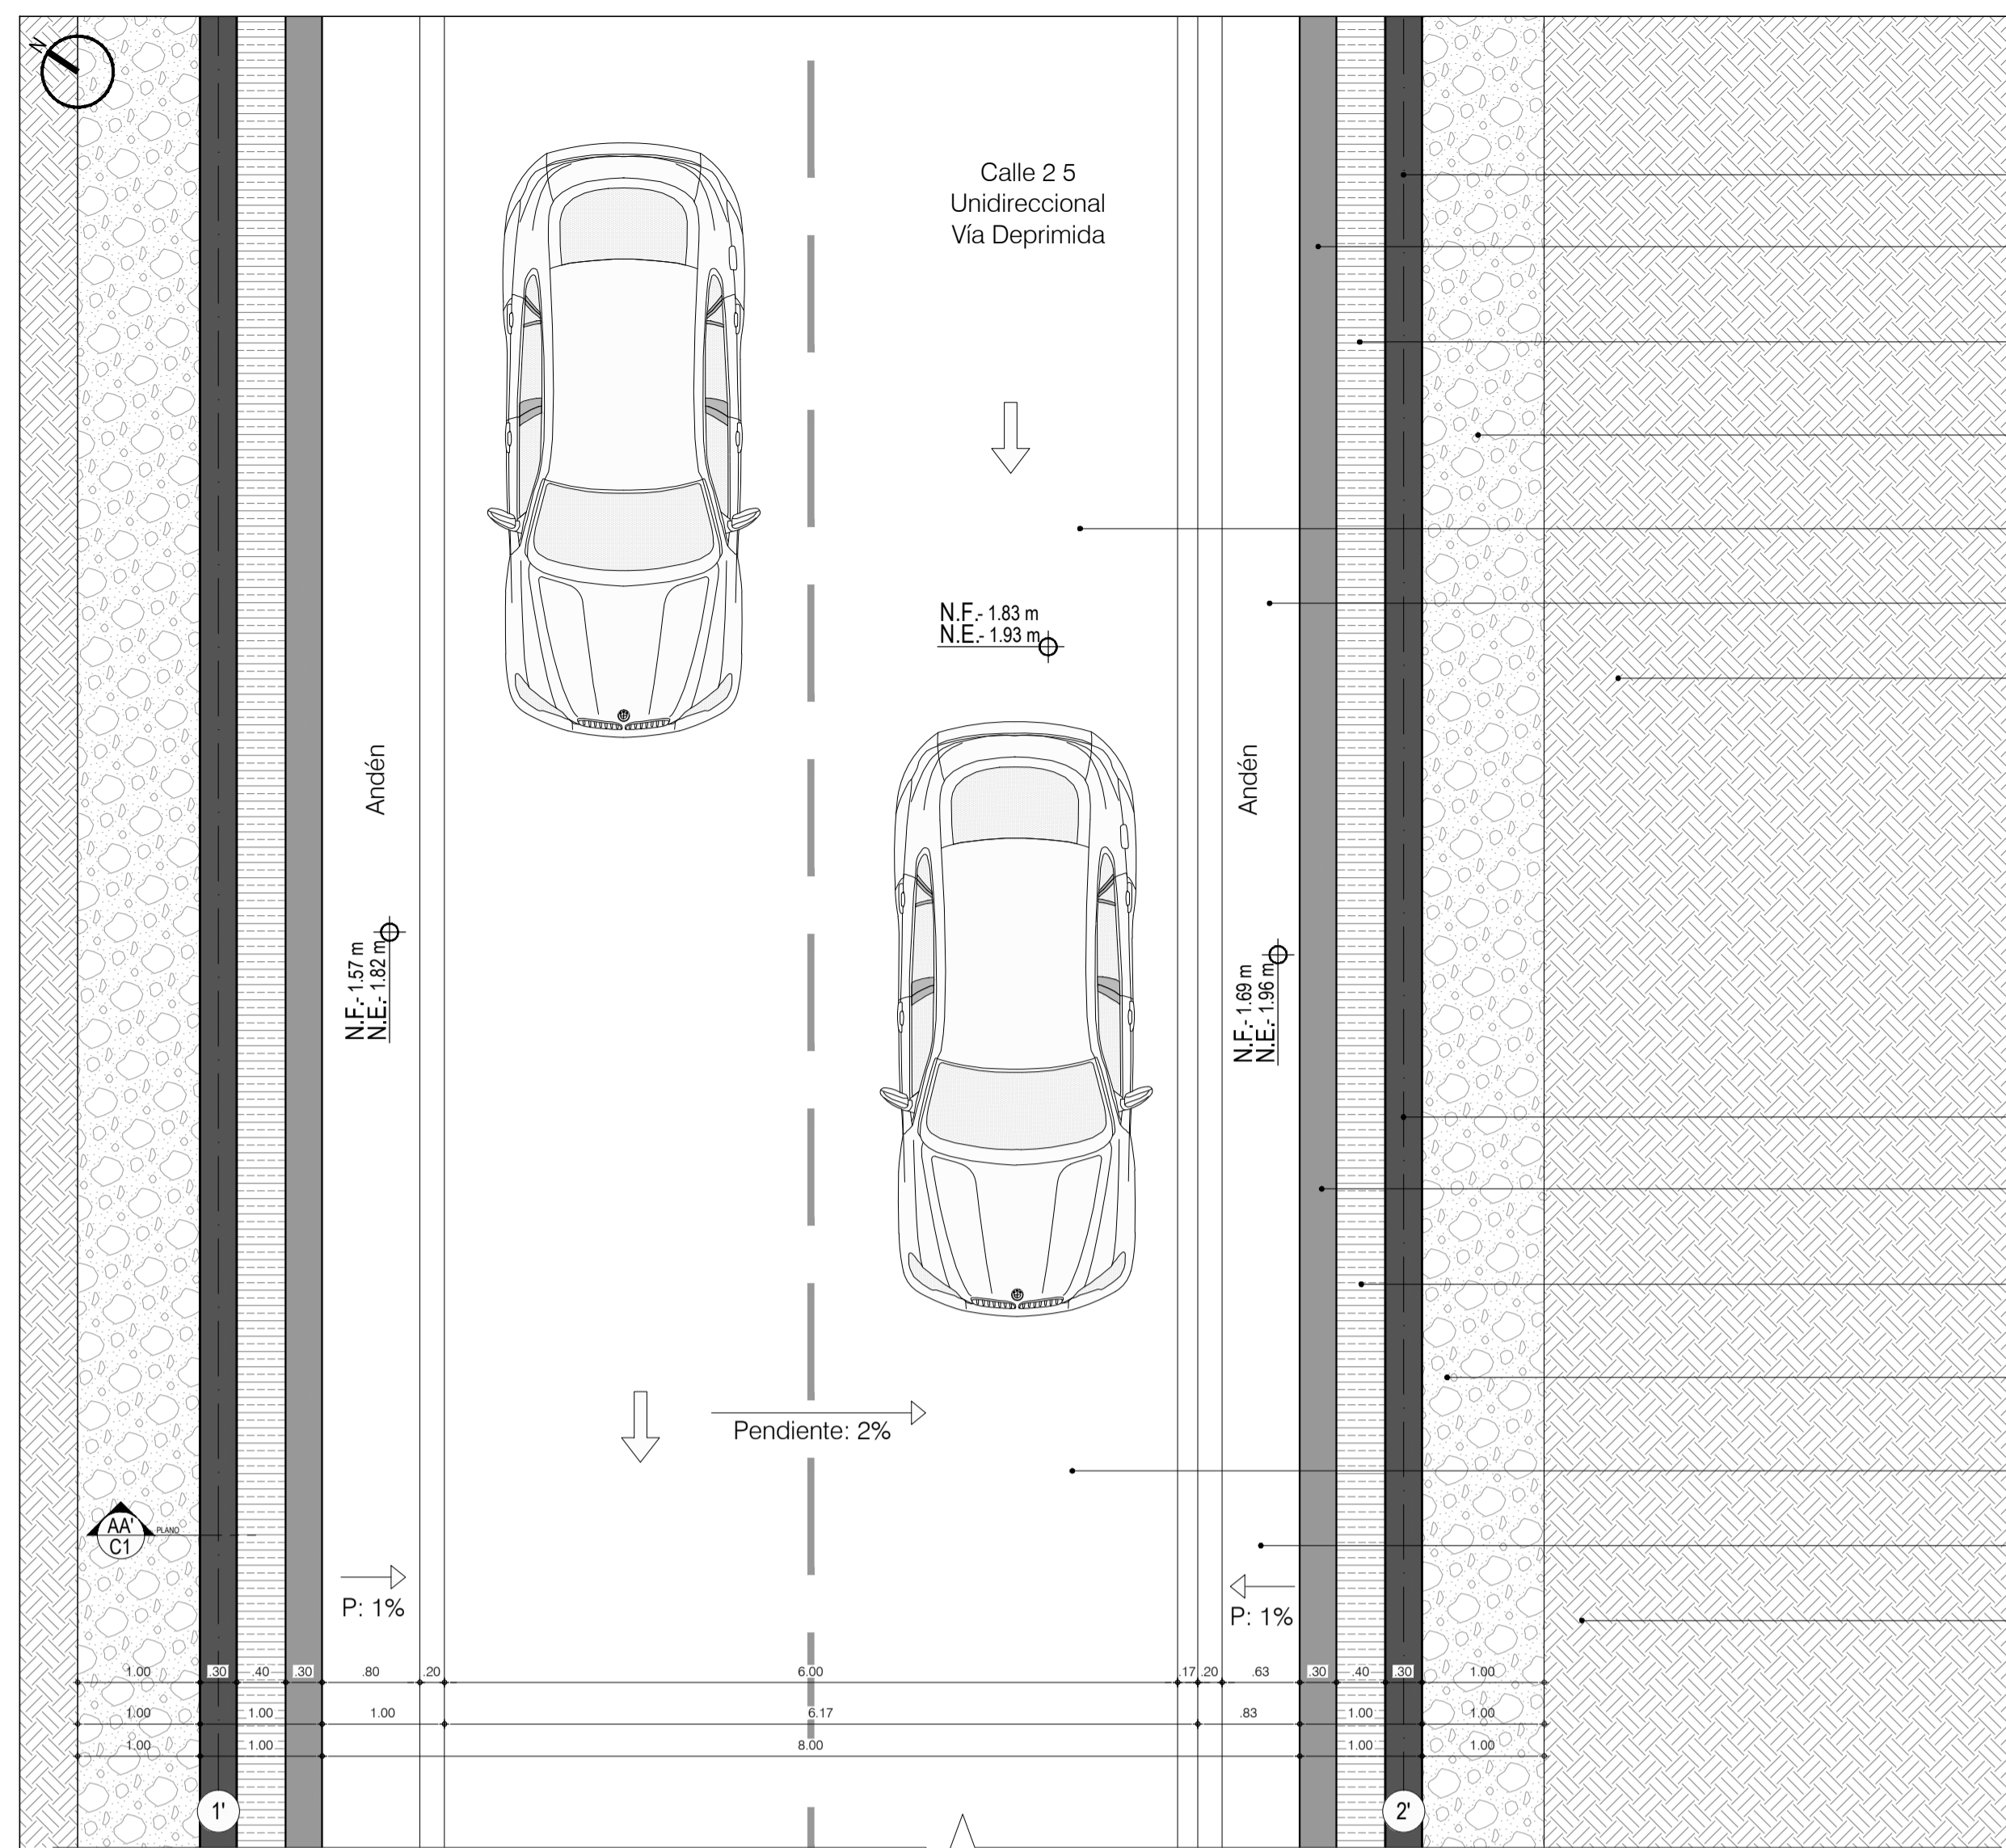 N
Calle 2 5
Unidireccional
Vía Deprimida
N.F.- 1.83 m
N.E.- 1.93 m
Andén
Andén
N.F.- 1.57 m
N.E.- 1.82 m
N.F.- 1.69 m
N.E.- 1.96 m
Pendiente: 2%
AA'
C1
PLANO
P: 1%
P: 1%
1.00 .30 .40 .30 .80 .20 6.00 .17 .20 .63 .30 .40 .30 1.00
1.00 1.00 1.00 6.17 .83 1.00 1.00
1.00 1.00 8.00 1.00 1.00
1' 2'